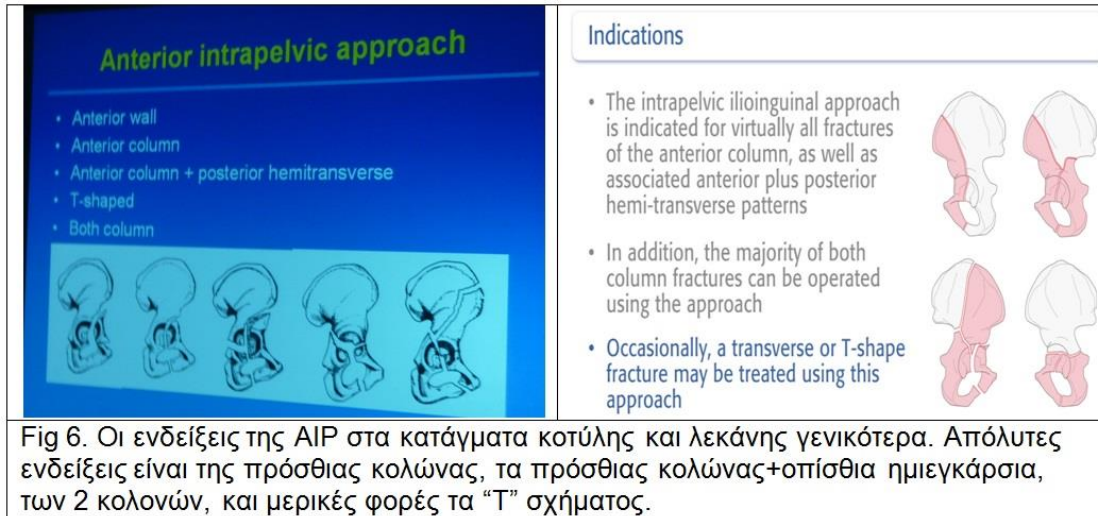 Anterior intrapelvic approach
• Anterior wall
• Anterior column
• Anterior column + posterior hemitransverse
• T-shaped
• Both column
Indications
• The intrapelvic ilioinguinal approach
is indicated for virtually all fractures
of the anterior column, as well as
associated anterior plus posterior
hemi-transverse patterns
• In addition, the majority of both
column fractures can be operated
using the approach
• Occasionally, a transverse or T-shape
fracture may be treated using this
approach
Fig 6. Οι ενδείξεις της AIP στα κατάγματα κοτύλης και λεκάνης γενικότερα. Απόλυτες
ενδείξεις είναι της πρόσθιας κολώνας, τα πρόσθιας κολώνας+οπίσθια ημιεγκάρσια,
των 2 κολονών, και μερικές φορές τα “Τ” σχήματος.